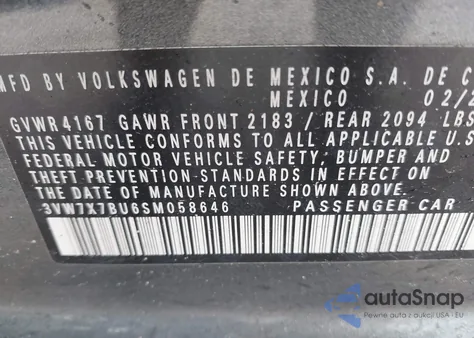 MFD BY VOLKSWAGEN DE MEXICO S.A. DE C
MEXICO 02/2
GVWR 4167 GAWR FRONT 2183 / REAR 2094 LBS
THIS VEHICLE CONFORMS TO ALL APPLICABLE U.S
FEDERAL MOTOR VEHICLE SAFETY, BUMPER AND
THEFT PREVENTION-STANDARDS IN EFFECT ON
THE DATE OF MANUFACTURE SHOWN ABOVE.
3VW7X7BU6SM058646 PASSENGER CAR
autoSnap
Pewne auta z aukcji USA i EU